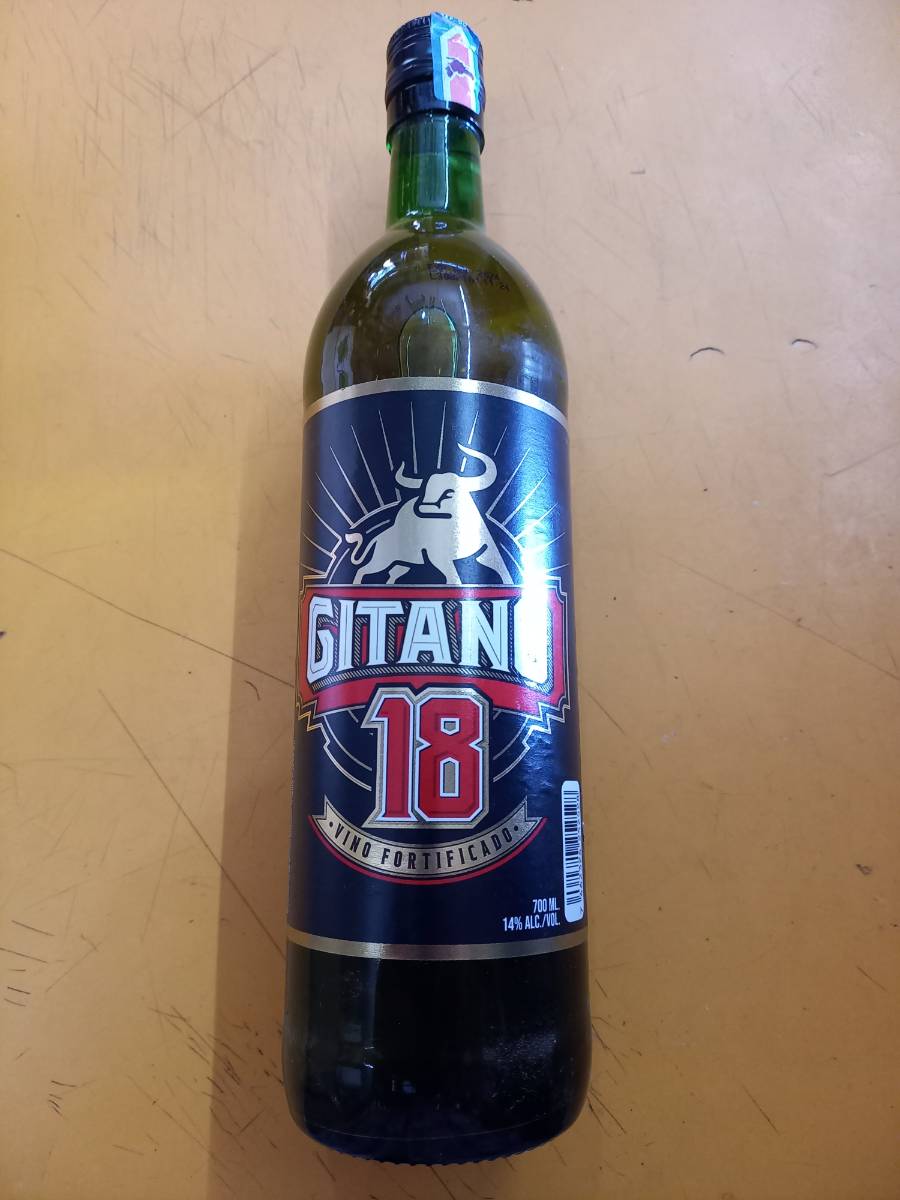 GITANO
18
· VINO FORTIFICADO ·
700 ML.
14% ALC./VOL.